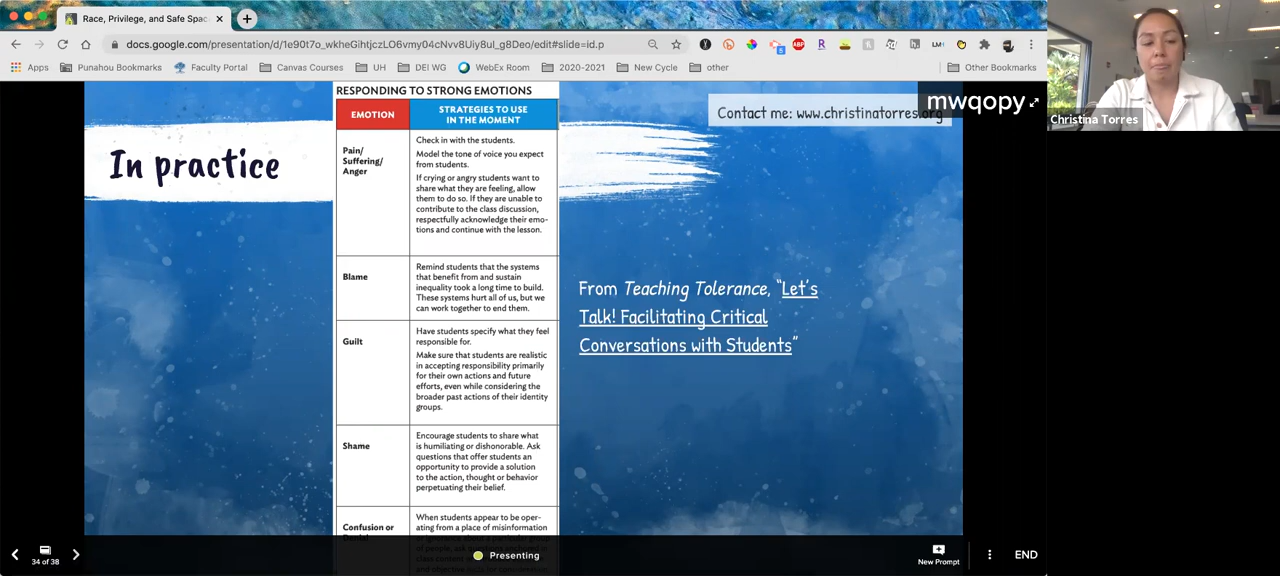 Race, Privilege, and Safe Spac
docs.google.com/presentation/d/1e90t7o_wkheGihtjczLO6vmy04cNvv8Uiy8ul_g8Deo/edit#slide=id.p
Apps Punahou Bookmarks Faculty Portal Canvas Courses UH DEI WG WebEx Room 2020-2021 New Cycle other Other Bookmarks
RESPONDING TO STRONG EMOTIONS
EMOTION
STRATEGIES TO USE
IN THE MOMENT
Pain/
Suffering/
Anger
Check in with the students.
Model the tone of voice you expect
from students.
If crying or angry students want to
share what they are feeling, allow
them to do so. If they are unable to
contribute to the class discussion,
respectfully acknowledge their emo-
tions and continue with the lesson.
Blame
Remind students that the systems
that benefit from and sustain
inequality took a long time to build.
These systems hurt all of us, but we
can work together to end them.
Guilt
Have students specify what they feel
responsible for.
Make sure that students are realistic
in accepting responsibility primarily
for their own actions and future
efforts, even while considering the
broader past actions of their identity
groups.
Shame
Encourage students to share what
is humiliating or dishonorable. Ask
questions that offer students an
opportunity to provide a solution
to the action, thought or behavior
perpetuating their belief.
Confusion or
When students appear to be oper-
ating from a place of misinformation
In practice
Contact me: www.christinatorres.org
mwqopy
From Teaching Tolerance, "Let's
Talk! Facilitating Critical
Conversations with Students"
Christina Torres
34 of 38
Presenting
New Prompt
END